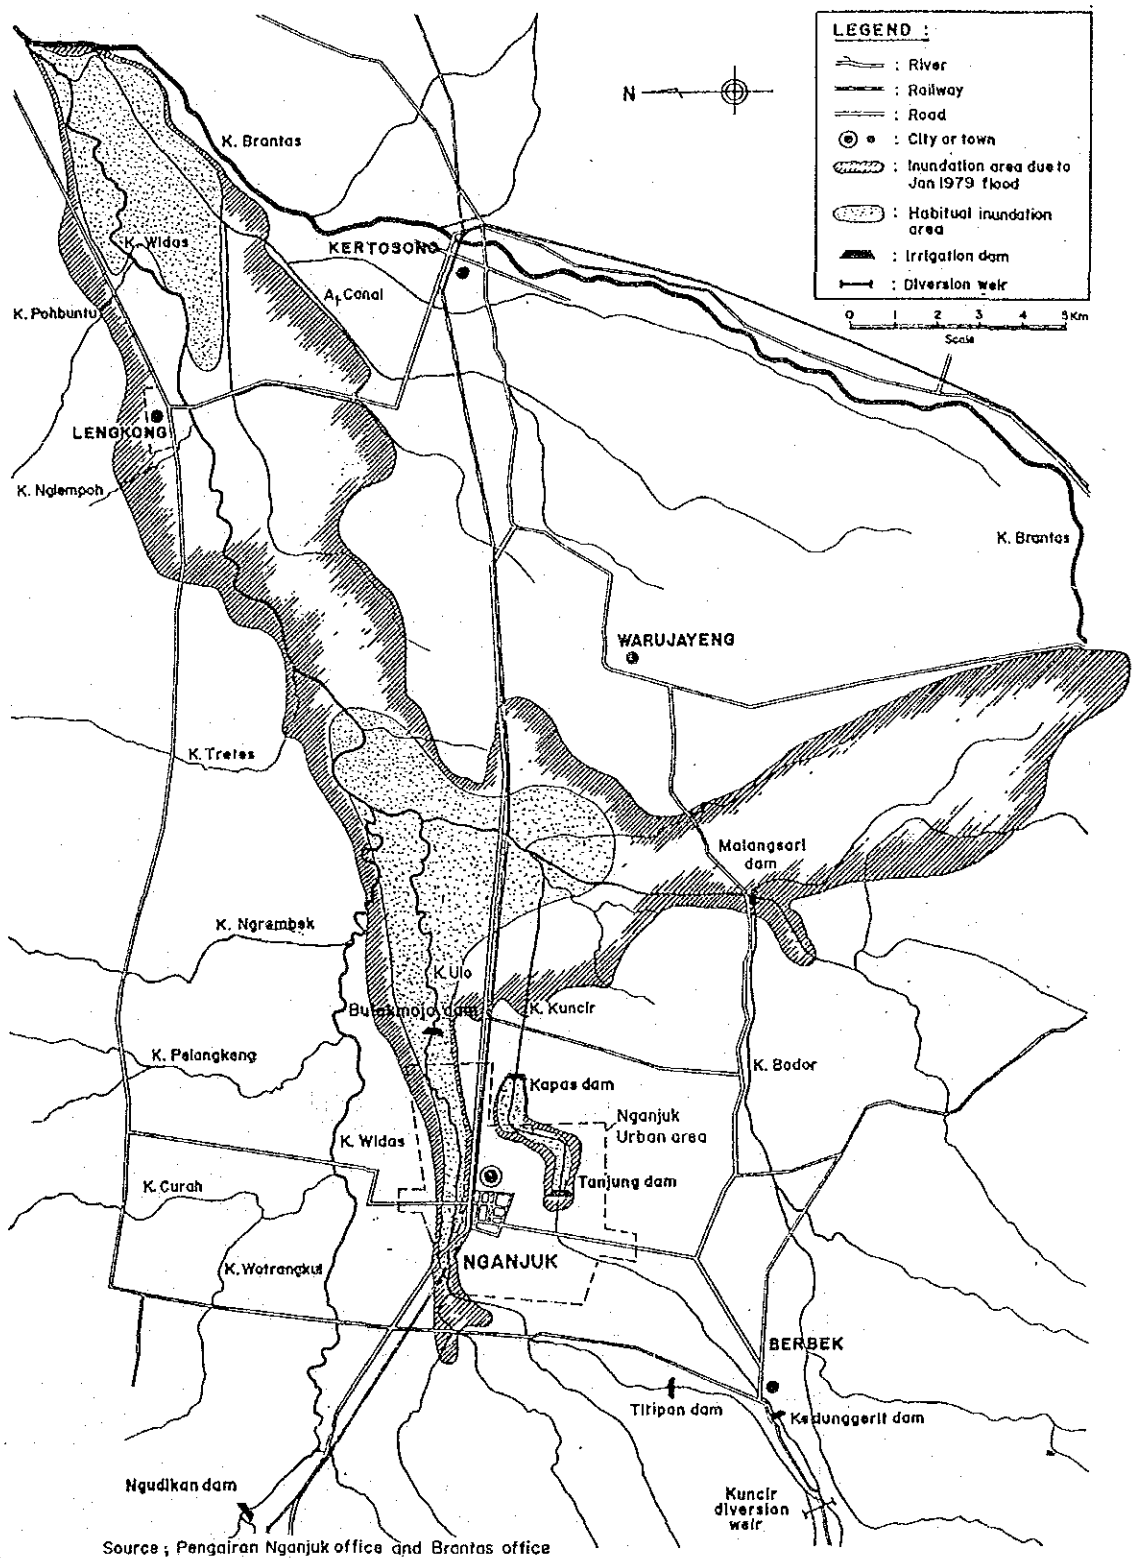 LEGEND :
: River
: Railway
: Road
: City or town
: Inundation area due to
Jan 1979 flood
: Habitual inundation
area
: Irrigation dam
: Diversion weir
0 1 2 3 4 5 Km
Scale
N
K. Brantas
K. Widas
KERTOSONO
K. Pohbuntu
A1 Canal
LENGKONG
K. Nglempoh
K. Brantas
WARUJAYENG
K. Tretes
Malangsari
dam
K. Ngrambek
K. Ulo
Bulakmojo dam
K. Kuncir
K. Pelangkeng
K. Bodor
Kapas dam
Nganjuk
Urban area
K. Widas
K. Curah
Tanjung dam
NGANJUK
K. Wotrangkul
BERBEK
Tiripan dam
Kedunggerit dam
Ngudikan dam
Kuncir
diversion
weir
Source ; Pengairan Nganjuk office and Brantas office